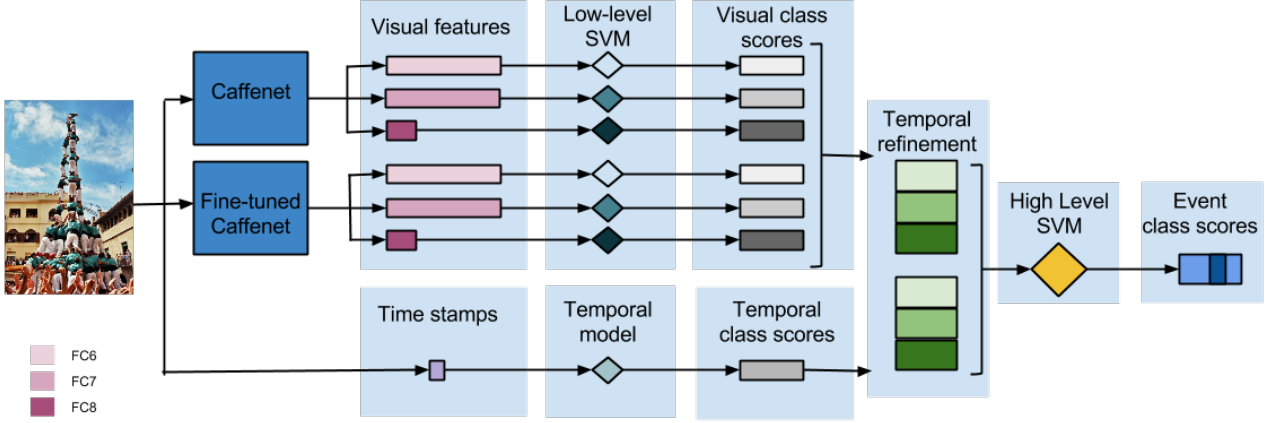 Visual features
Low-level
SVM
Visual class
scores
Caffenet
Fine-tuned
Caffenet
Temporal
refinement
High Level
SVM
Event
class scores
Time stamps
Temporal
model
Temporal
class scores
FC6
FC7
FC8